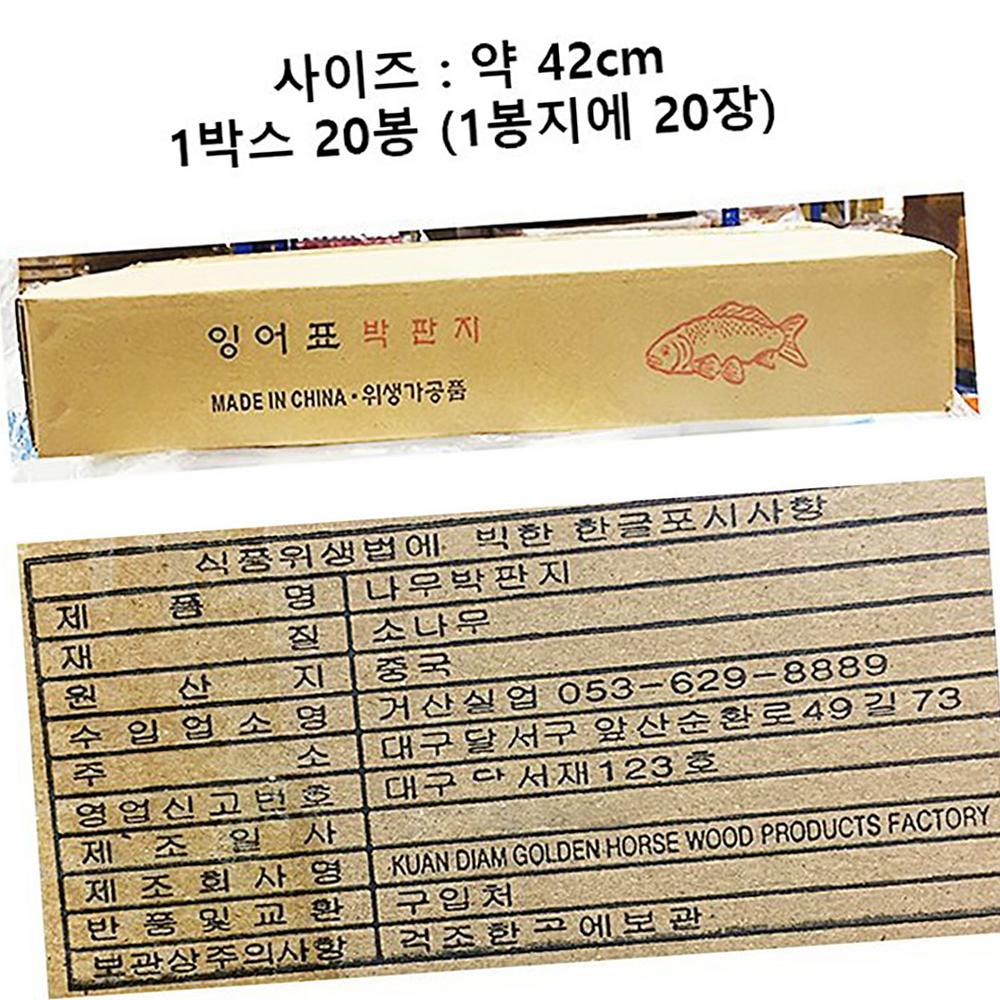 사이즈 : 약 42cm
1박스 20봉 (1봉지에 20장)
잉어표 박판지
MADE IN CHINA · 위생가공품
식품위생법에 빅한 한글포시사항
제 품 명 나무박판지
재 질 소나무
원 산 지 중국
수 입 업 소 명 거산실업 053-629-8889
주 소 대구달서구 앞산순환로49길 73
영업신고번호 대구 서재123호
제 조 일 사
제 조 회 사 명 KUAN DIAM GOLDEN HORSE WOOD PRODUCTS FACTORY
반 품 및 교 환 구입처
보관상주의사항 걱조한 고에보관